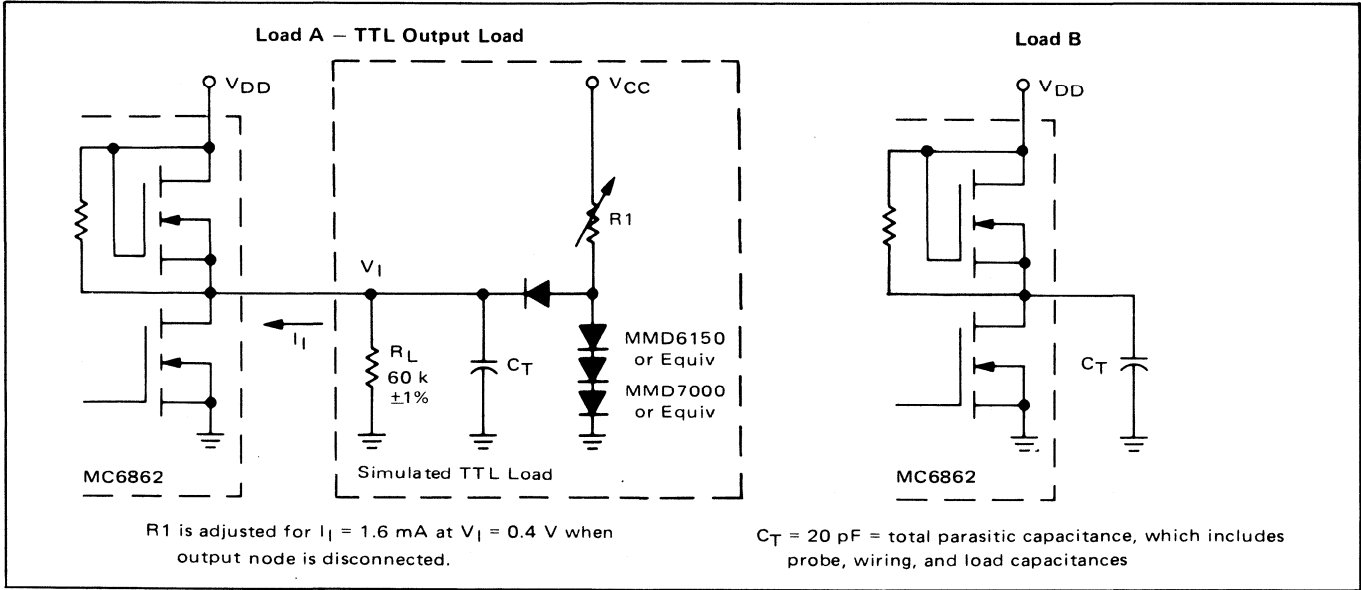 Load A – TTL Output Load
Load B
VDD
VCC
VDD
R1
VI
II
RL
60 k
±1%
CT
MMD6150
or Equiv
MMD7000
or Equiv
CT
MC6862
Simulated TTL Load
MC6862
R1 is adjusted for II = 1.6 mA at VI = 0.4 V when
output node is disconnected.
CT = 20 pF = total parasitic capacitance, which includes
probe, wiring, and load capacitances